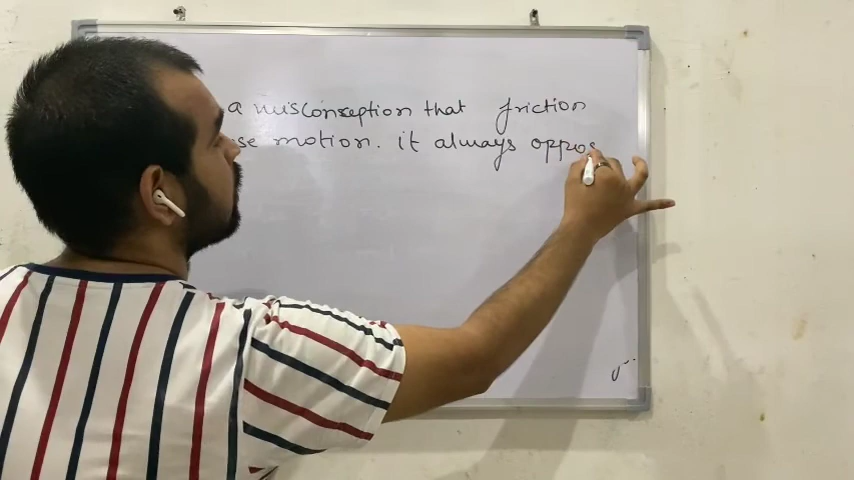 a misconseption that friction
se motion. it always oppos